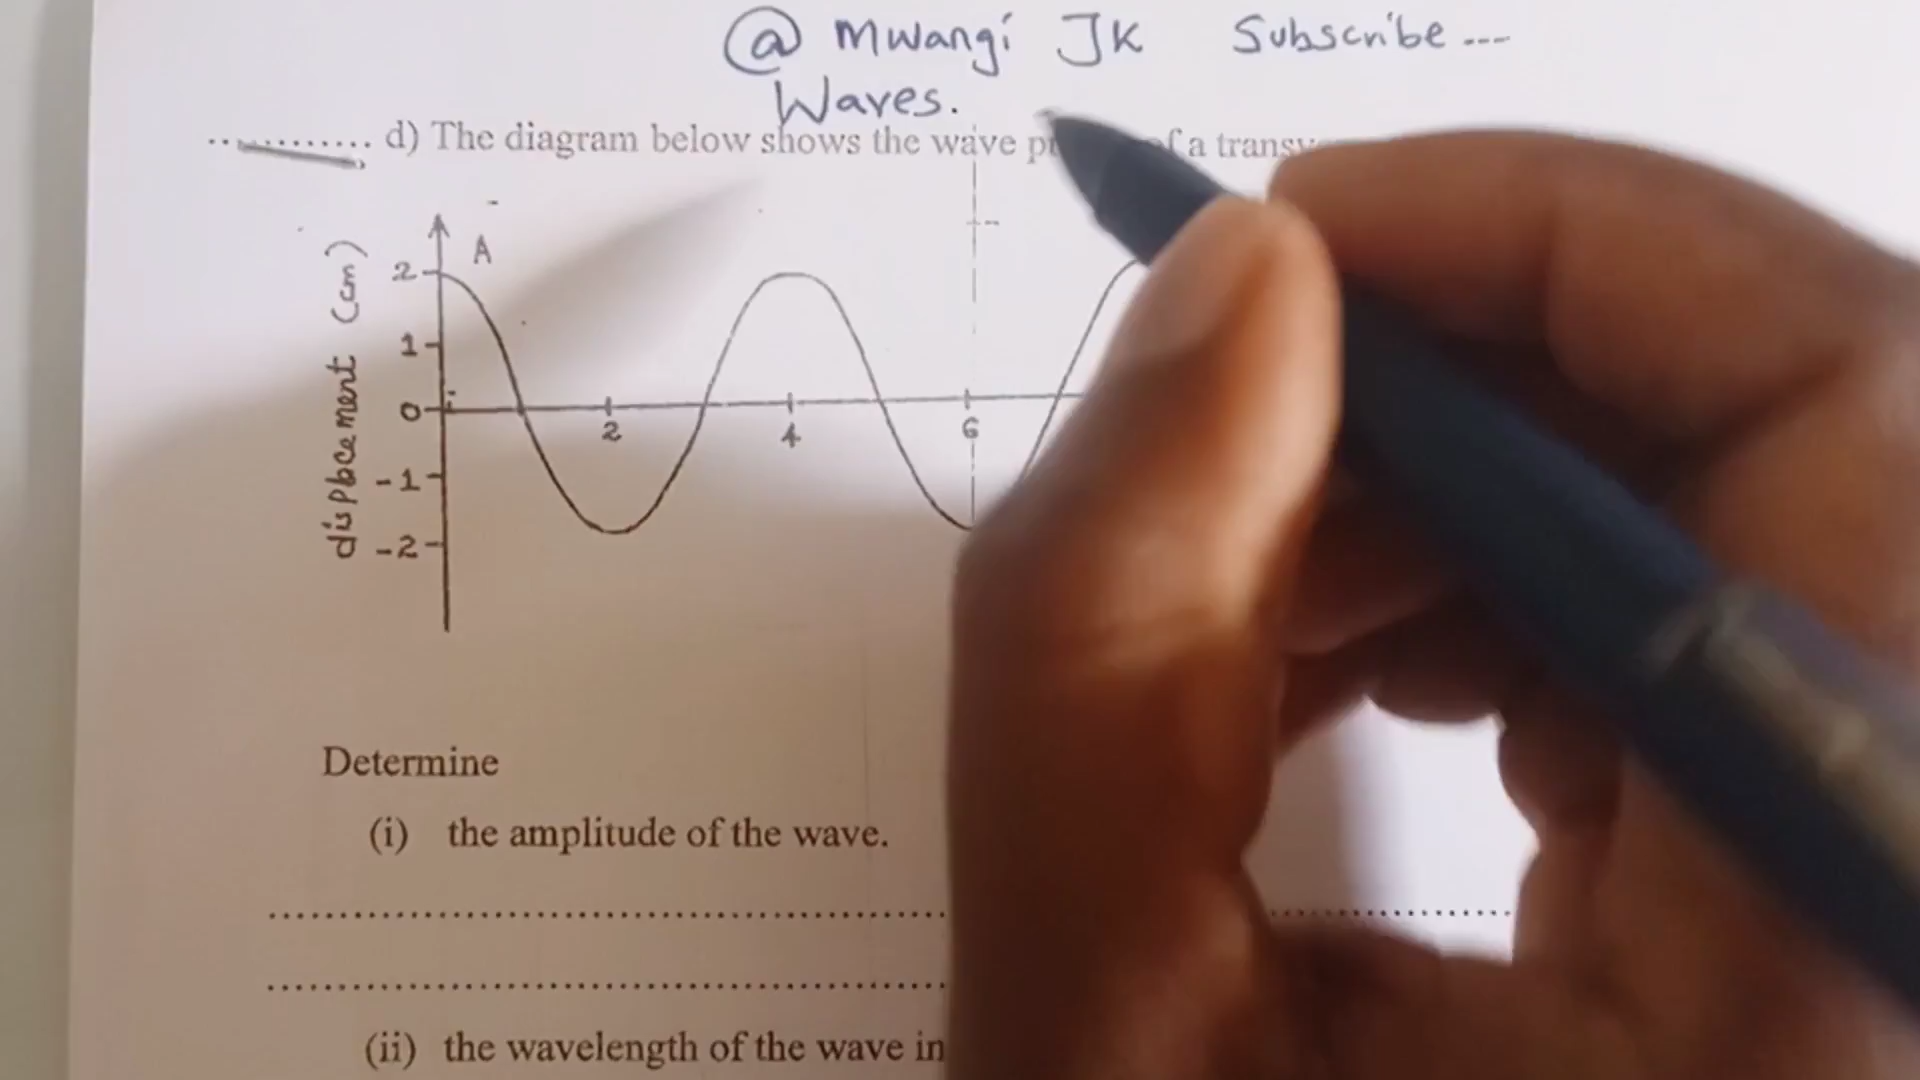 @ Mwangi JK Subscribe ---
Waves.
............ d) The diagram below shows the wave of a
A
displacement (cm)
2
1
0
-1
-2
2
4
6
Determine
(i) the amplitude of the wave.
(ii) the wavelength of the wave in